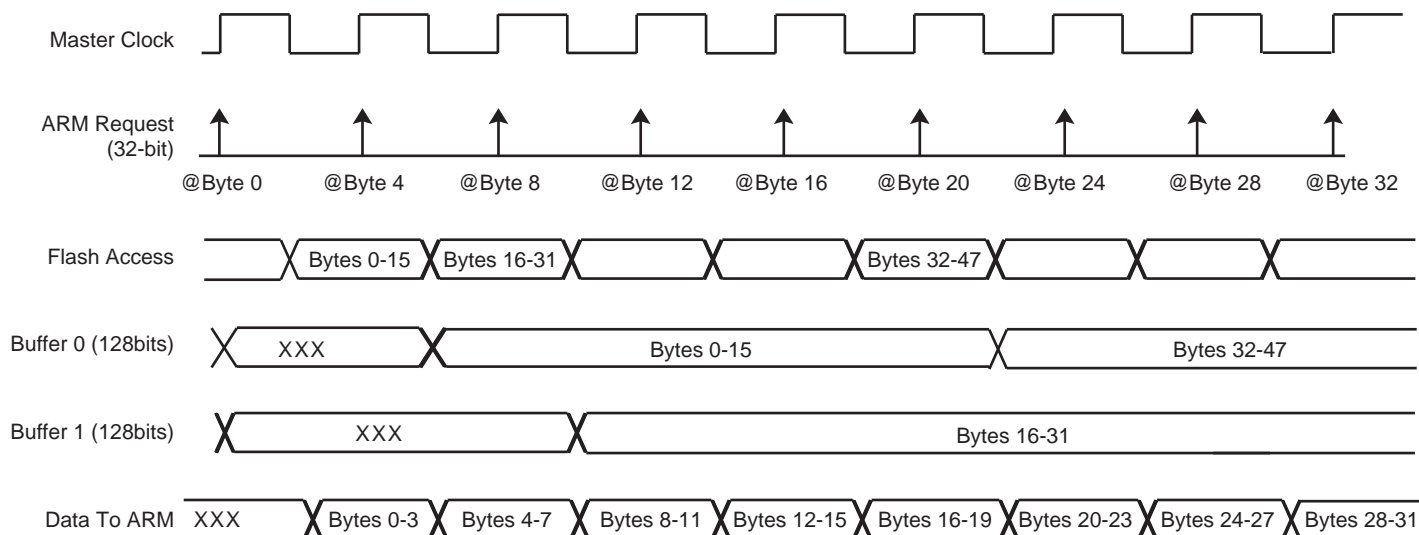 Master Clock
ARM Request
(32-bit)
@Byte 0 @Byte 4 @Byte 8 @Byte 12 @Byte 16 @Byte 20 @Byte 24 @Byte 28 @Byte 32
Flash Access Bytes 0-15 Bytes 16-31 Bytes 32-47
Buffer 0 (128bits) XXX Bytes 0-15 Bytes 32-47
Buffer 1 (128bits) XXX Bytes 16-31
Data To ARM XXX Bytes 0-3 Bytes 4-7 Bytes 8-11 Bytes 12-15 Bytes 16-19 Bytes 20-23 Bytes 24-27 Bytes 28-31